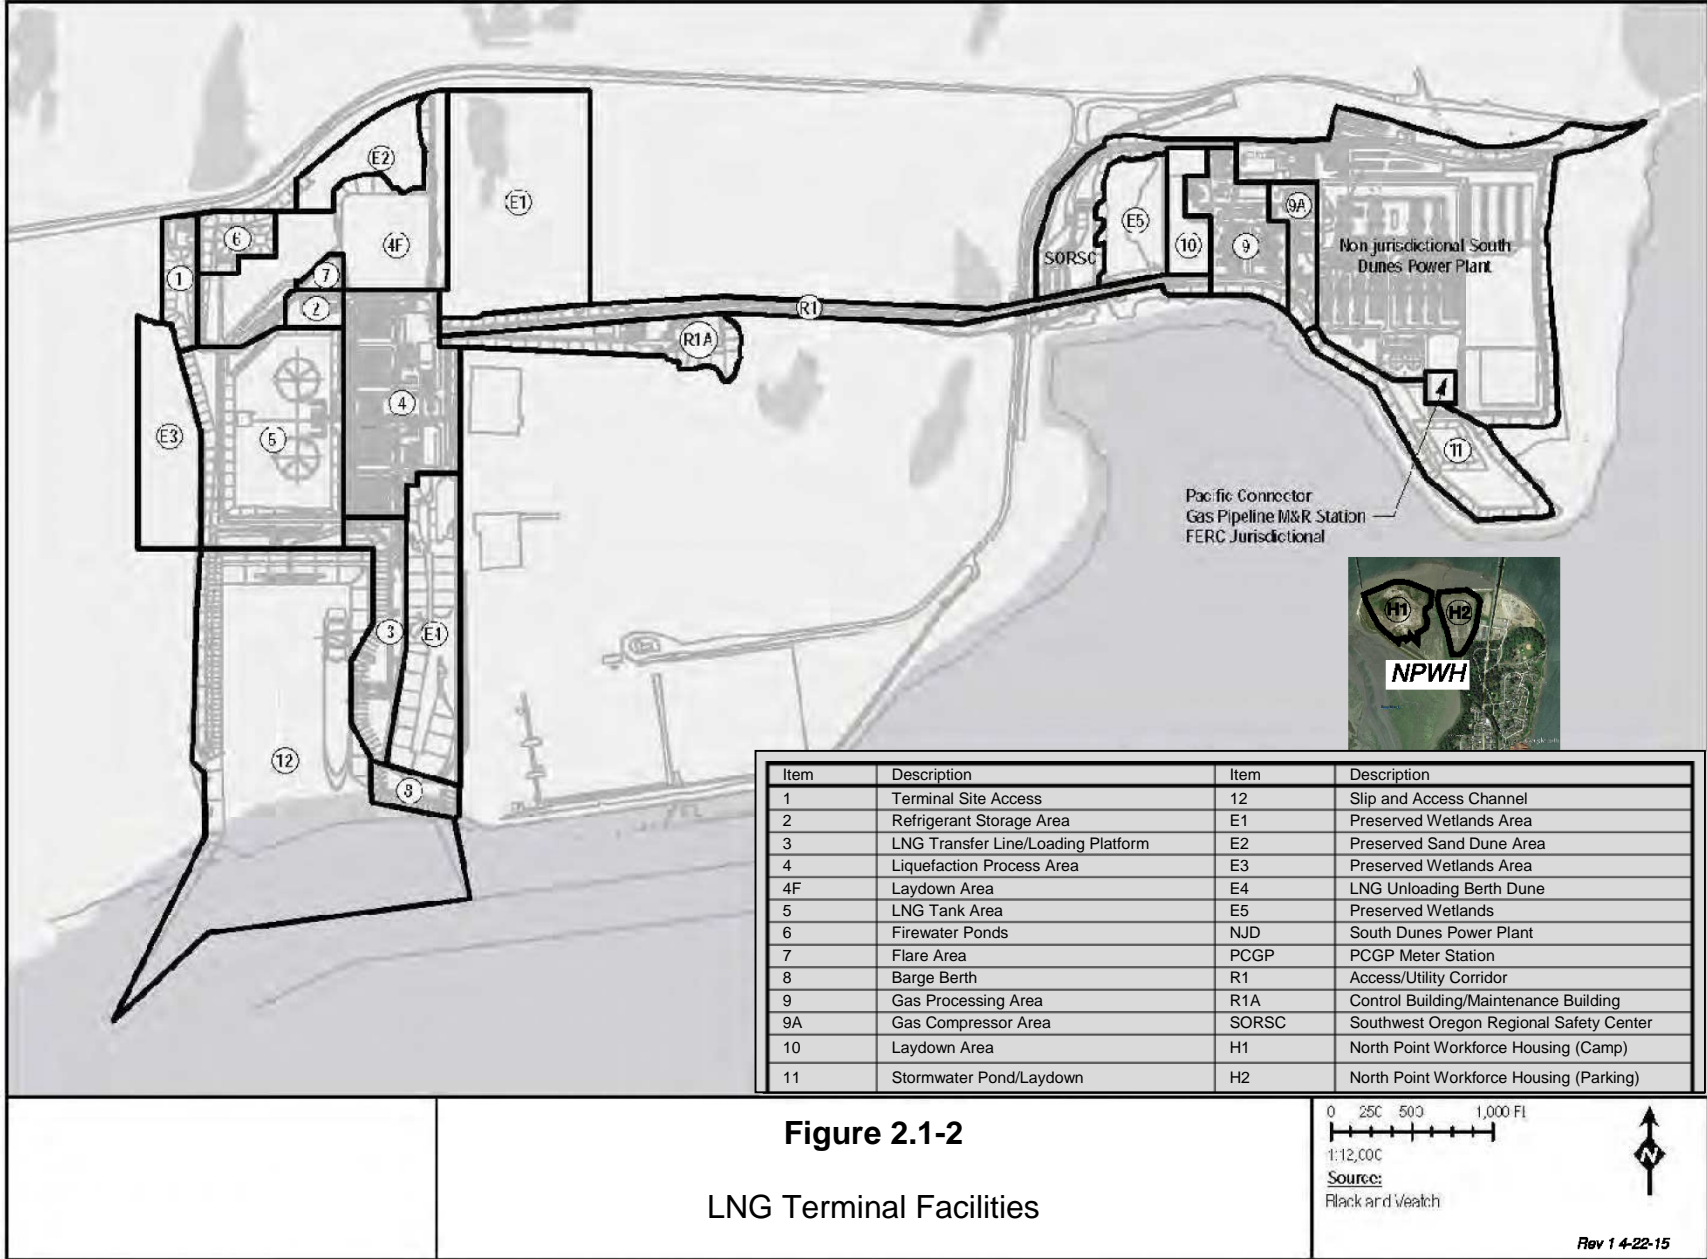 E2
E1
6
4F
1
7
2
R1
R1A
4
E3
5
3
E4
12
8
SORSC
E5
10
9
9A
Non jurisdictional South
Dunes Power Plant
11
Pacific Connector
Gas Pipeline M&R Station
FERC Jurisdictional
H1
H2
NPWH
Item Description Item Description
1 Terminal Site Access 12 Slip and Access Channel
2 Refrigerant Storage Area E1 Preserved Wetlands Area
3 LNG Transfer Line/Loading Platform E2 Preserved Sand Dune Area
4 Liquefaction Process Area E3 Preserved Wetlands Area
4F Laydown Area E4 LNG Unloading Berth Dune
5 LNG Tank Area E5 Preserved Wetlands
6 Firewater Ponds NJD South Dunes Power Plant
7 Flare Area PCGP PCGP Meter Station
8 Barge Berth R1 Access/Utility Corridor
9 Gas Processing Area R1A Control Building/Maintenance Building
9A Gas Compressor Area SORSC Southwest Oregon Regional Safety Center
10 Laydown Area H1 North Point Workforce Housing (Camp)
11 Stormwater Pond/Laydown H2 North Point Workforce Housing (Parking)
Figure 2.1-2
LNG Terminal Facilities
0 250 500 1,000 Ft
1:12,000
Source:
Black and Veatch
N
Rev 1 4-22-15